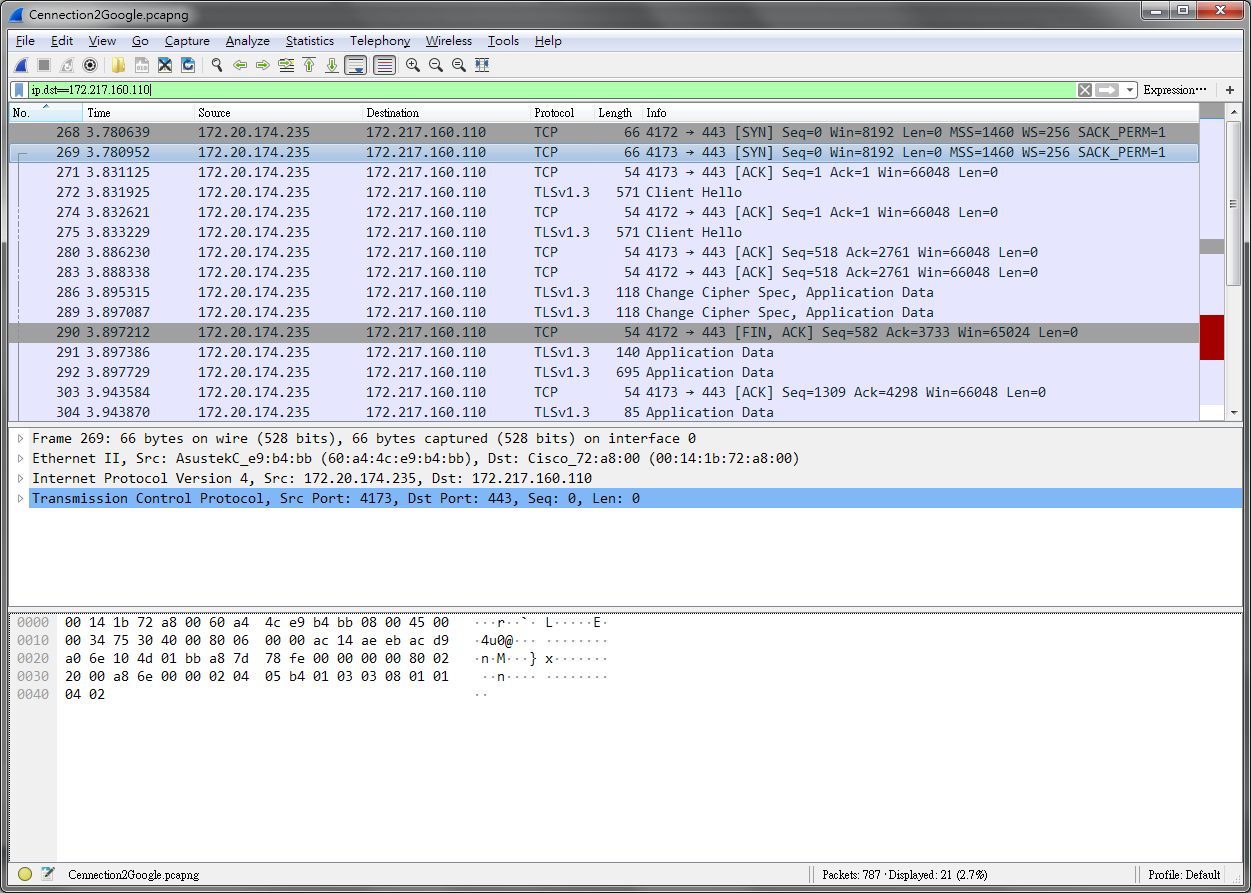 Cennection2Google.pcapng
File Edit View Go Capture Analyze Statistics Telephony Wireless Tools Help
ip.dst==172.217.160.110 Expression… +
No. Time Source Destination Protocol Length Info
268 3.780639 172.20.174.235 172.217.160.110 TCP 66 4172 → 443 [SYN] Seq=0 Win=8192 Len=0 MSS=1460 WS=256 SACK_PERM=1
269 3.780952 172.20.174.235 172.217.160.110 TCP 66 4173 → 443 [SYN] Seq=0 Win=8192 Len=0 MSS=1460 WS=256 SACK_PERM=1
271 3.831125 172.20.174.235 172.217.160.110 TCP 54 4173 → 443 [ACK] Seq=1 Ack=1 Win=66048 Len=0
272 3.831925 172.20.174.235 172.217.160.110 TLSv1.3 571 Client Hello
274 3.832621 172.20.174.235 172.217.160.110 TCP 54 4172 → 443 [ACK] Seq=1 Ack=1 Win=66048 Len=0
275 3.833229 172.20.174.235 172.217.160.110 TLSv1.3 571 Client Hello
280 3.886230 172.20.174.235 172.217.160.110 TCP 54 4173 → 443 [ACK] Seq=518 Ack=2761 Win=66048 Len=0
283 3.888338 172.20.174.235 172.217.160.110 TCP 54 4172 → 443 [ACK] Seq=518 Ack=2761 Win=66048 Len=0
286 3.895315 172.20.174.235 172.217.160.110 TLSv1.3 118 Change Cipher Spec, Application Data
289 3.897087 172.20.174.235 172.217.160.110 TLSv1.3 118 Change Cipher Spec, Application Data
290 3.897212 172.20.174.235 172.217.160.110 TCP 54 4172 → 443 [FIN, ACK] Seq=582 Ack=3733 Win=65024 Len=0
291 3.897386 172.20.174.235 172.217.160.110 TLSv1.3 140 Application Data
292 3.897729 172.20.174.235 172.217.160.110 TLSv1.3 695 Application Data
303 3.943584 172.20.174.235 172.217.160.110 TCP 54 4173 → 443 [ACK] Seq=1309 Ack=4298 Win=66048 Len=0
304 3.943870 172.20.174.235 172.217.160.110 TLSv1.3 85 Application Data
Frame 269: 66 bytes on wire (528 bits), 66 bytes captured (528 bits) on interface 0
Ethernet II, Src: AsustekC_e9:b4:bb (60:a4:4c:e9:b4:bb), Dst: Cisco_72:a8:00 (00:14:1b:72:a8:00)
Internet Protocol Version 4, Src: 172.20.174.235, Dst: 172.217.160.110
Transmission Control Protocol, Src Port: 4173, Dst Port: 443, Seq: 0, Len: 0
0000 00 14 1b 72 a8 00 60 a4 4c e9 b4 bb 08 00 45 00 ···r··`· L·····E·
0010 00 34 75 30 40 00 80 06 00 00 ac 14 ae eb ac d9 ·4u0@··· ········
0020 a0 6e 10 4d 01 bb a8 7d 78 fe 00 00 00 00 80 02 ·n·M···} x·······
0030 20 00 a8 6e 00 00 02 04 05 b4 01 03 03 08 01 01 ··n···· ········
0040 04 02 ··
Cennection2Google.pcapng Packets: 787 · Displayed: 21 (2.7%) Profile: Default